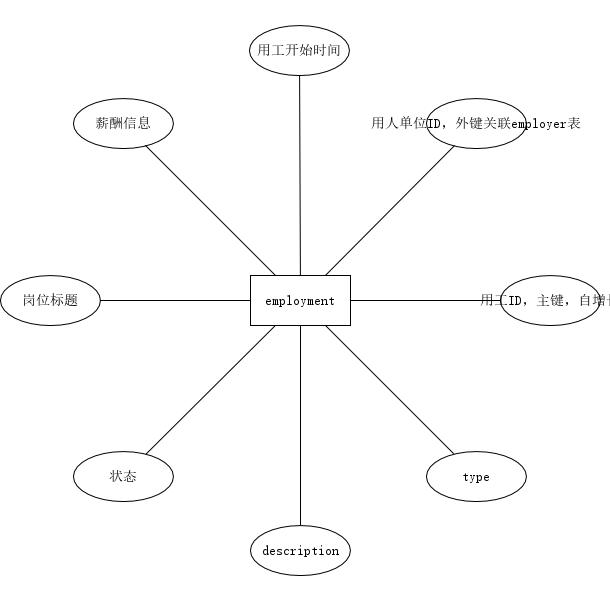 用工开始时间
薪酬信息
用人单位ID，外键关联employer表
岗位标题
employment
用工ID，主键，自增
状态
type
description